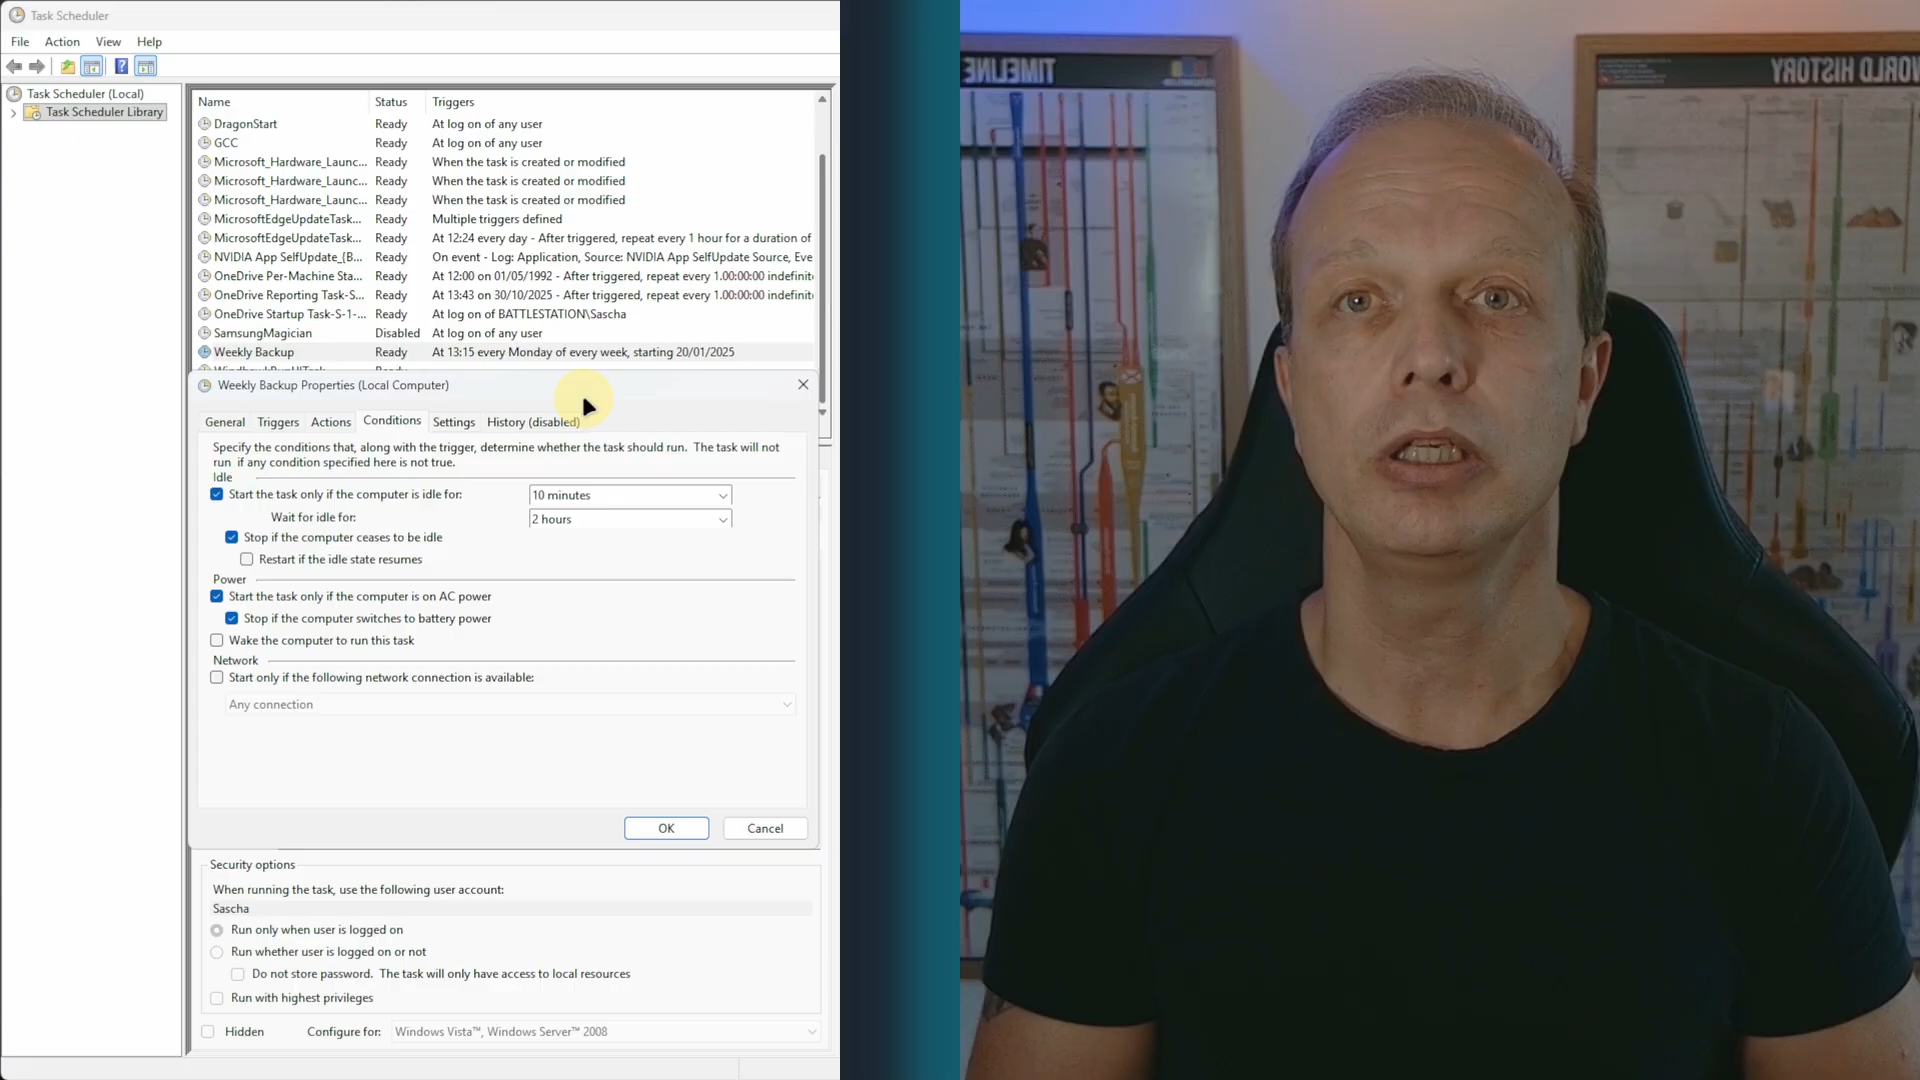 Task Scheduler
File Action View Help
Task Scheduler (Local)
Task Scheduler Library
Name Status Triggers
DragonStart Ready At log on of any user
GCC Ready At log on of any user
Microsoft_Hardware_Launc... Ready When the task is created or modified
Microsoft_Hardware_Launc... Ready When the task is created or modified
Microsoft_Hardware_Launc... Ready When the task is created or modified
MicrosoftEdgeUpdateTask... Ready Multiple triggers defined
MicrosoftEdgeUpdateTask... Ready At 12:24 every day - After triggered, repeat every 1 hour for a duration of
NVIDIA App SelfUpdate_{B... Ready On event - Log: Application, Source: NVIDIA App SelfUpdate Source, Eve
OneDrive Per-Machine Sta... Ready At 12:00 on 01/05/1992 - After triggered, repeat every 1.00:00:00 indefinit
OneDrive Reporting Task-S... Ready At 13:43 on 30/10/2025 - After triggered, repeat every 1.00:00:00 indefinit
OneDrive Startup Task-S-1-... Ready At log on of BATTLESTATION\Sascha
SamsungMagician Disabled At log on of any user
Weekly Backup Ready At 13:15 every Monday of every week, starting 20/01/2025
Weekly Backup Properties (Local Computer)
General Triggers Actions Conditions Settings History (disabled)
Specify the conditions that, along with the trigger, determine whether the task should run. The task will not
run if any condition specified here is not true.
Idle
Start the task only if the computer is idle for: 10 minutes
Wait for idle for: 2 hours
Stop if the computer ceases to be idle
Restart if the idle state resumes
Power
Start the task only if the computer is on AC power
Stop if the computer switches to battery power
Wake the computer to run this task
Network
Start only if the following network connection is available:
Any connection
OK Cancel
Security options
When running the task, use the following user account:
Sascha
Run only when user is logged on
Run whether user is logged on or not
Do not store password. The task will only have access to local resources
Run with highest privileges
Hidden Configure for: Windows Vista™, Windows Server™ 2008
TIMELINE
WORLD HISTORY